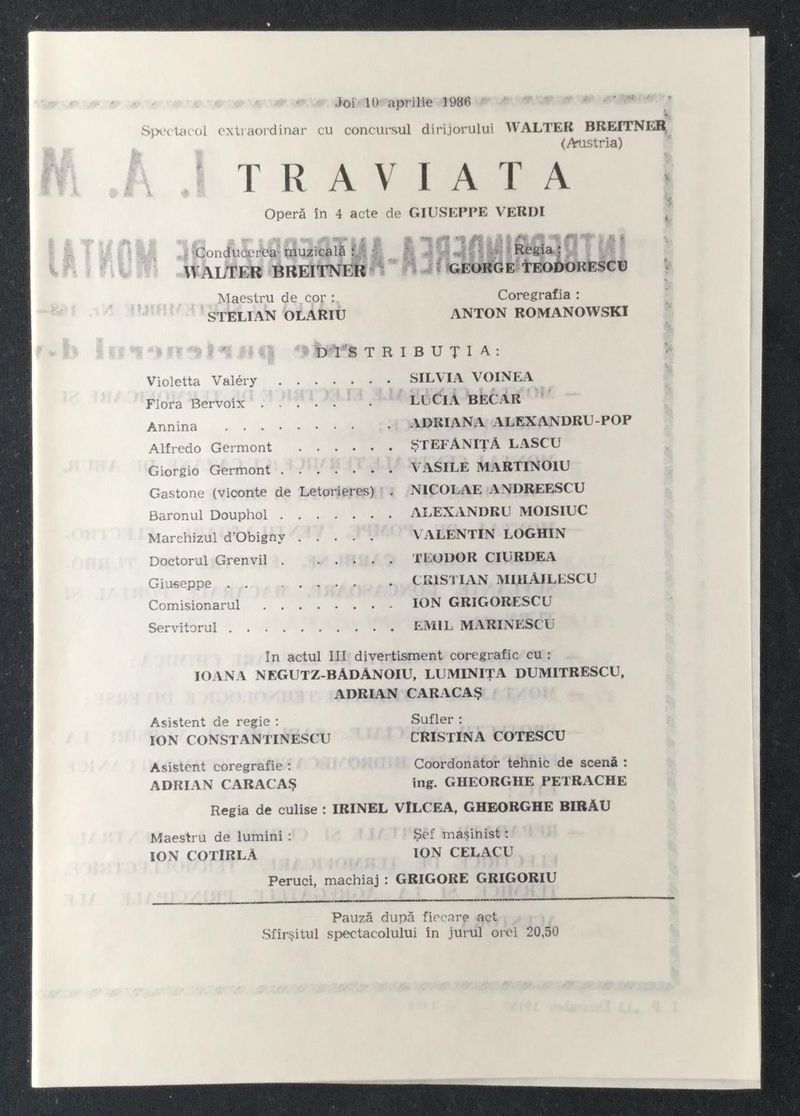 Joi 10 aprilie 1986
Spectacol extraordinar cu concursul dirijorului WALTER BREITNER
(Austria)
TRAVIATA
Operă în 4 acte de GIUSEPPE VERDI
Conducerea muzicală : Regia :
WALTER BREITNER GEORGE TEODORESCU
Maestru de cor : Coregrafia :
STELIAN OLARIU ANTON ROMANOWSKI
DISTRIBUȚIA:
Violetta Valéry . . . . . . . SILVIA VOINEA
Flora Bervoix . . . . . . LUCIA BECAR
Annina . . . . . . . . ADRIANA ALEXANDRU-POP
Alfredo Germont . . . . . . ȘTEFĂNIȚĂ LASCU
Giorgio Germont . . . . . . . VASILE MARTINOIU
Gastone (viconte de Letorieres) . NICOLAE ANDREESCU
Baronul Douphol . . . . . . . ALEXANDRU MOISIUC
Marchizul d'Obigny . . . . . VALENTIN LOGHIN
Doctorul Grenvil . . . . . . TEODOR CIURDEA
Giuseppe . . . . . . . . CRISTIAN MIHĂILESCU
Comisionarul . . . . . . . . ION GRIGORESCU
Servitorul . . . . . . . . . . EMIL MARINESCU
In actul III divertisment coregrafic cu :
IOANA NEGUTZ-BĂDĂNOIU, LUMINIȚA DUMITRESCU,
ADRIAN CARACAȘ
Asistent de regie : Sufler :
ION CONSTANTINESCU CRISTINA COTESCU
Asistent coregrafie : Coordonator tehnic de scenă :
ADRIAN CARACAȘ ing. GHEORGHE PETRACHE
Regia de culise : IRINEL VÎLCEA, GHEORGHE BIRĂU
Maestru de lumini : Șef mașinist :
ION COTÎRLĂ ION CELACU
Peruci, machiaj : GRIGORE GRIGORIU
Pauză după fiecare act
Sfîrșitul spectacolului în jurul orei 20,50